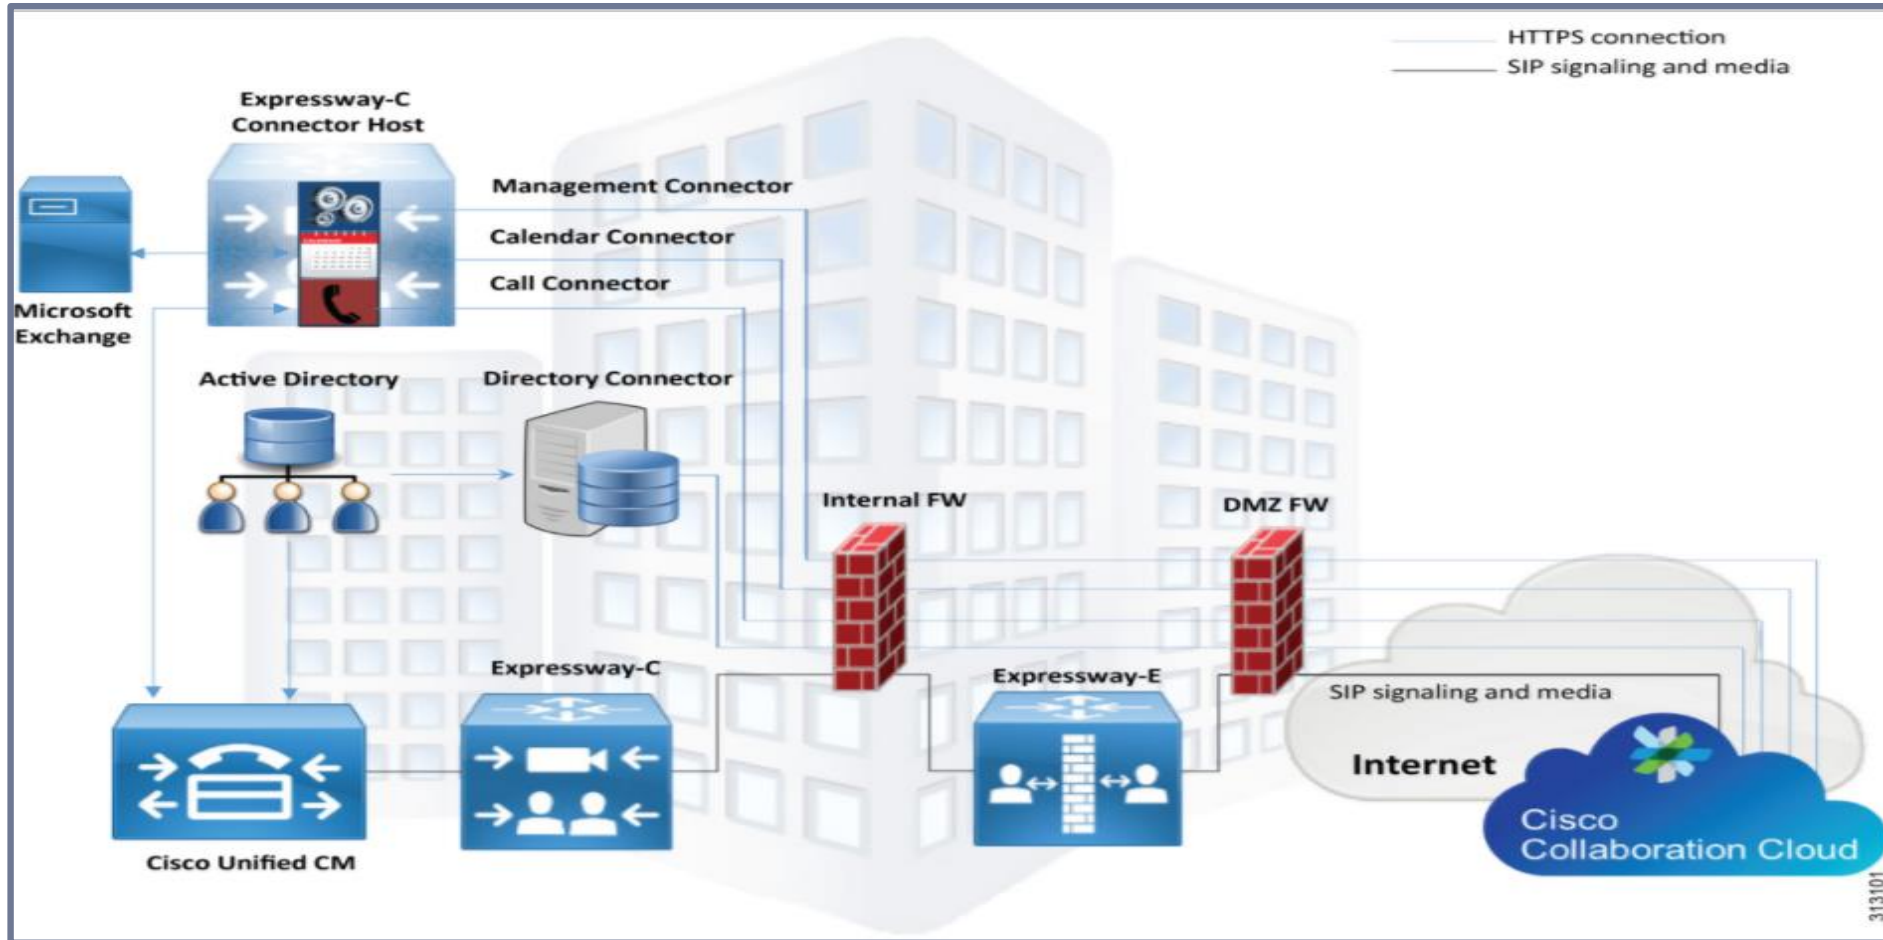 HTTPS connection
SIP signaling and media
Expressway-C
Connector Host
Management Connector
Calendar Connector
Call Connector
Microsoft
Exchange
Active Directory
Directory Connector
Internal FW
DMZ FW
Expressway-C
Expressway-E
SIP signaling and media
Internet
Cisco
Collaboration Cloud
Cisco Unified CM
313101